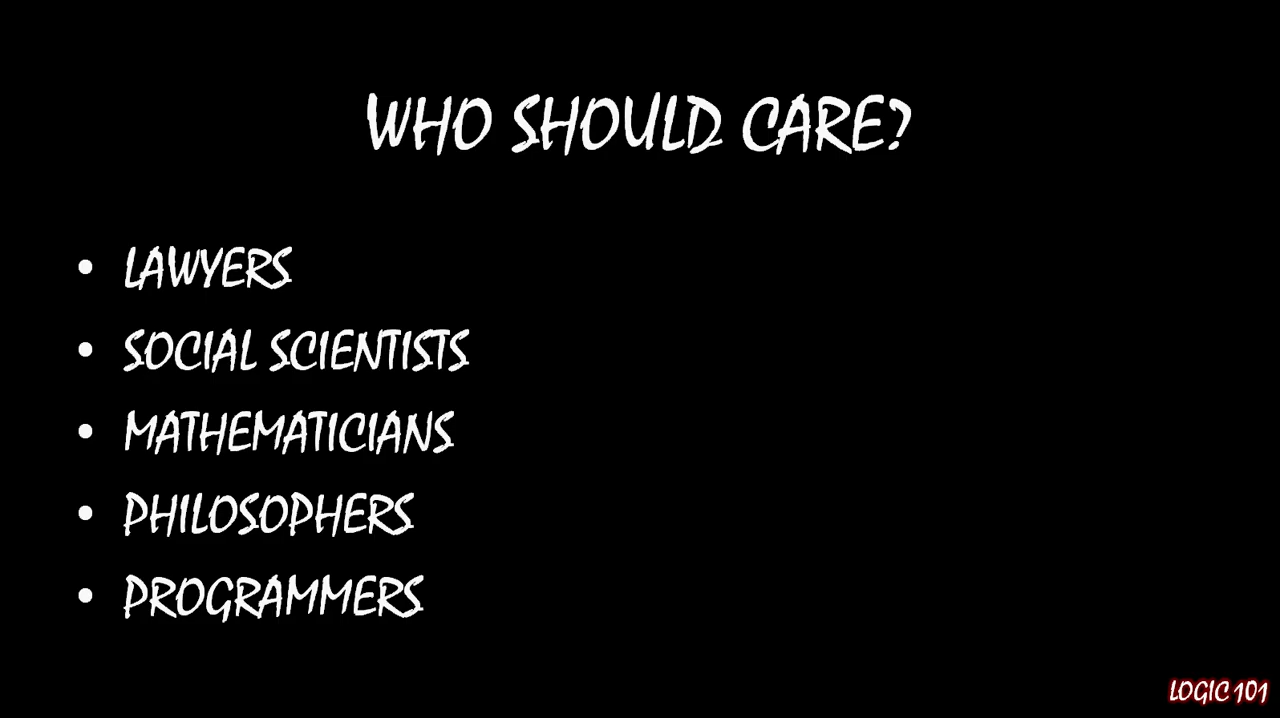 WHO SHOULD CARE?
• LAWYERS
• SOCIAL SCIENTISTS
• MATHEMATICIANS
• PHILOSOPHERS
• PROGRAMMERS
LOGIC 101